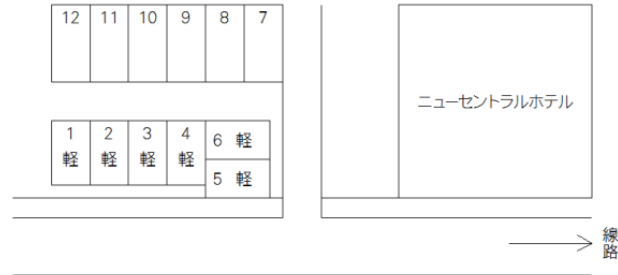 12 11 10 9 8 7
ニューセントラルホテル
1 2 3 4
軽 軽 軽 軽
6 軽
5 軽
線路